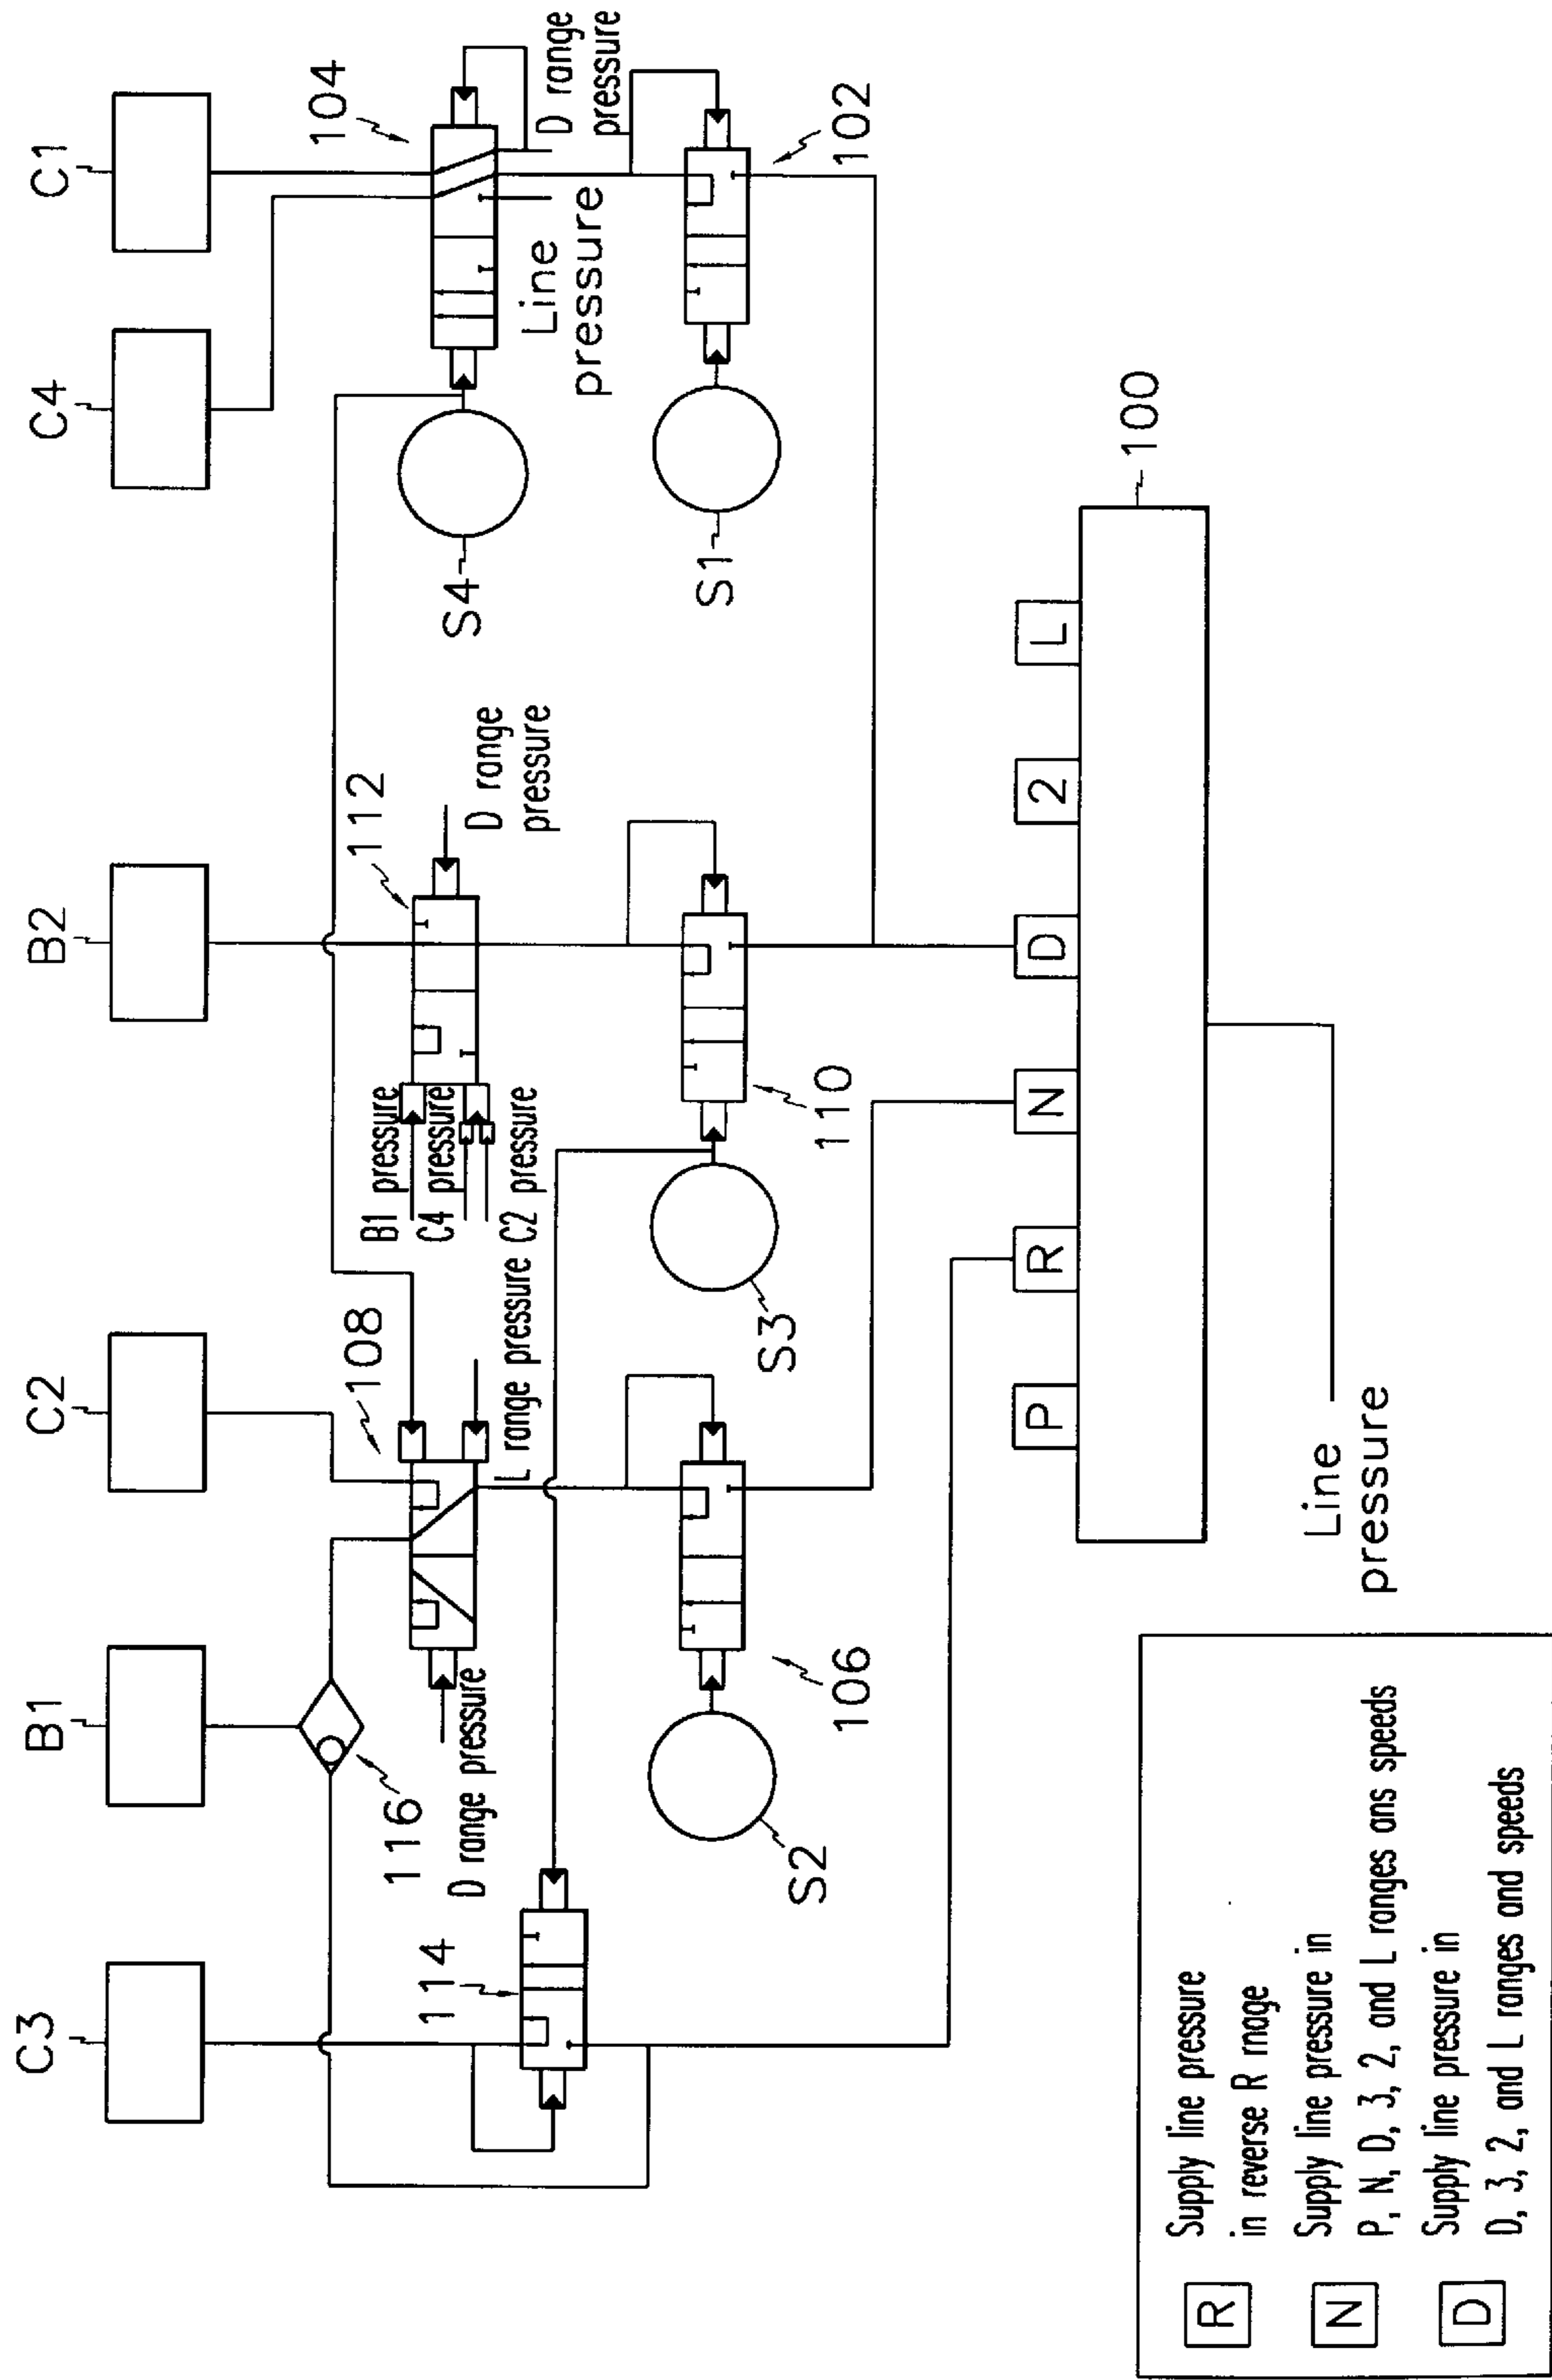 C3
B1
C2
B2
C4
C1
116
108
112
104
114
D range pressure
L range pressure
B1 pressure
C4 pressure
C2 pressure
D range
pressure
D range
pressure
Line
pressure
S4
S2
106
S3
110
S1
102
P
R
N
D
2
L
100
Line
pressure
R
Supply line pressure
in reverse R rnage
N
Supply line pressure in
P, N, D, 3, 2, and L ranges ans speeds
D
Supply line pressure in
D, 3, 2, and L ranges and speeds